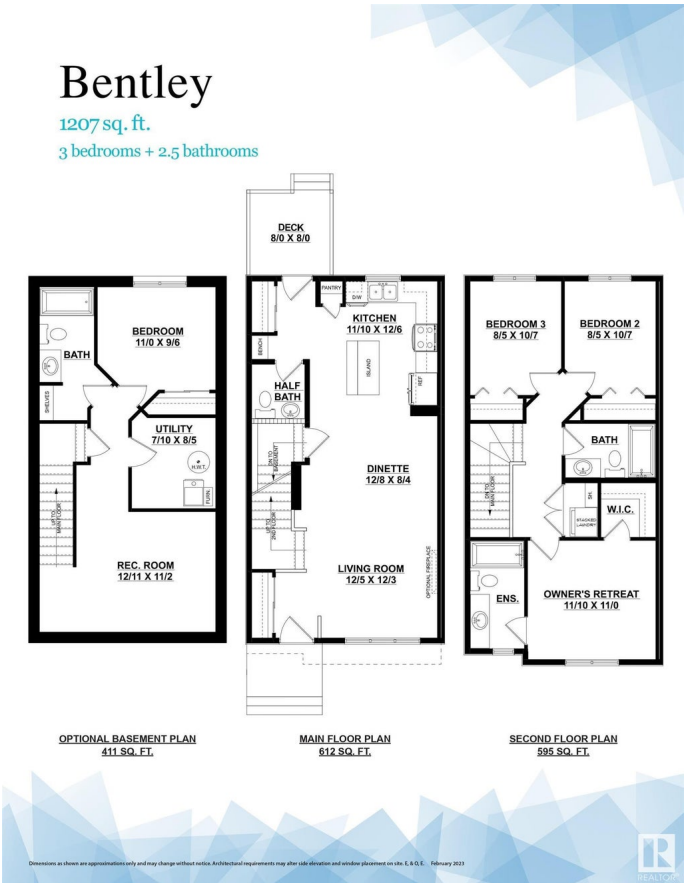 Bentley
1207 sq. ft.
3 bedrooms + 2.5 bathrooms
BATH
SHELVES
BEDROOM
11/0 X 9/6
UTILITY
7/10 X 8/5
H.W.T.
FURN.
UP TO
MAIN FLOOR
REC. ROOM
12/11 X 11/2
OPTIONAL BASEMENT PLAN
411 SQ. FT.
DECK
8/0 X 8/0
PANTRY
D/W
KITCHEN
11/10 X 12/6
BENCH
ISLAND
REF.
HALF
BATH
DN TO
BASEMENT
DINETTE
12/8 X 8/4
UP TO
2ND FLOOR
LIVING ROOM
12/5 X 12/3
OPTIONAL FIREPLACE
MAIN FLOOR PLAN
612 SQ. FT.
BEDROOM 3
8/5 X 10/7
BEDROOM 2
8/5 X 10/7
BATH
DN TO
MAIN FLOOR
SH.
STACKED
LAUNDRY
W.I.C.
ENS.
OWNER'S RETREAT
11/10 X 11/0
SECOND FLOOR PLAN
595 SQ. FT.
Dimensions as shown are approximations only and may change without notice. Architectural requirements may alter side elevation and window placement on site. E. & O. E. February 2023
R
REALTOR®